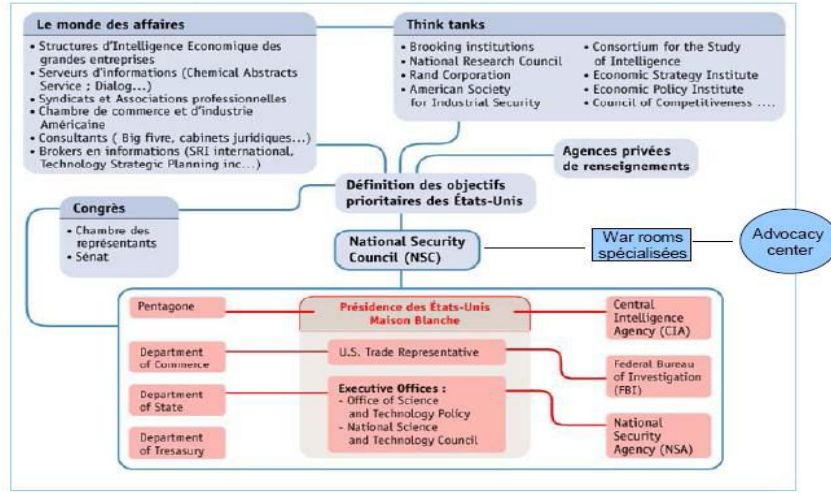 Le monde des affaires
• Structures d'Intelligence Economique des
grandes entreprises
• Serveurs d'informations (Chemical Abstracts
Service ; Dialog...)
• Syndicats et Associations professionnelles
• Chambre de commerce et d'industrie
Américaine
• Consultants ( Big fivre, cabinets juridiques...)
• Brokers en informations (SRI international,
Technology Strategic Planning inc...)
Think tanks
• Brooking institutions
• National Research Council
• Rand Corporation
• American Society
for Industrial Security
• Consortium for the Study
of Intelligence
• Economic Strategy Institute
• Economic Policy Institute
• Council of Competitiveness ....
Agences privées
de renseignements
Définition des objectifs
prioritaires des États-Unis
Congrès
• Chambre des
représentants
• Sénat
National Security
Council (NSC)
War rooms
spécialisées
Advocacy
center
Pentagone
Présidence des États-Unis
Maison Blanche
Central
Intelligence
Agency (CIA)
Department
of Commerce
U.S. Trade Representative
Federal Bureau
of Investigation
(FBI)
Department
of State
Executive Offices :
- Office of Science
and Technology Policy
- National Science
and Technology Council
National
Security
Agency (NSA)
Department
of Tresasury